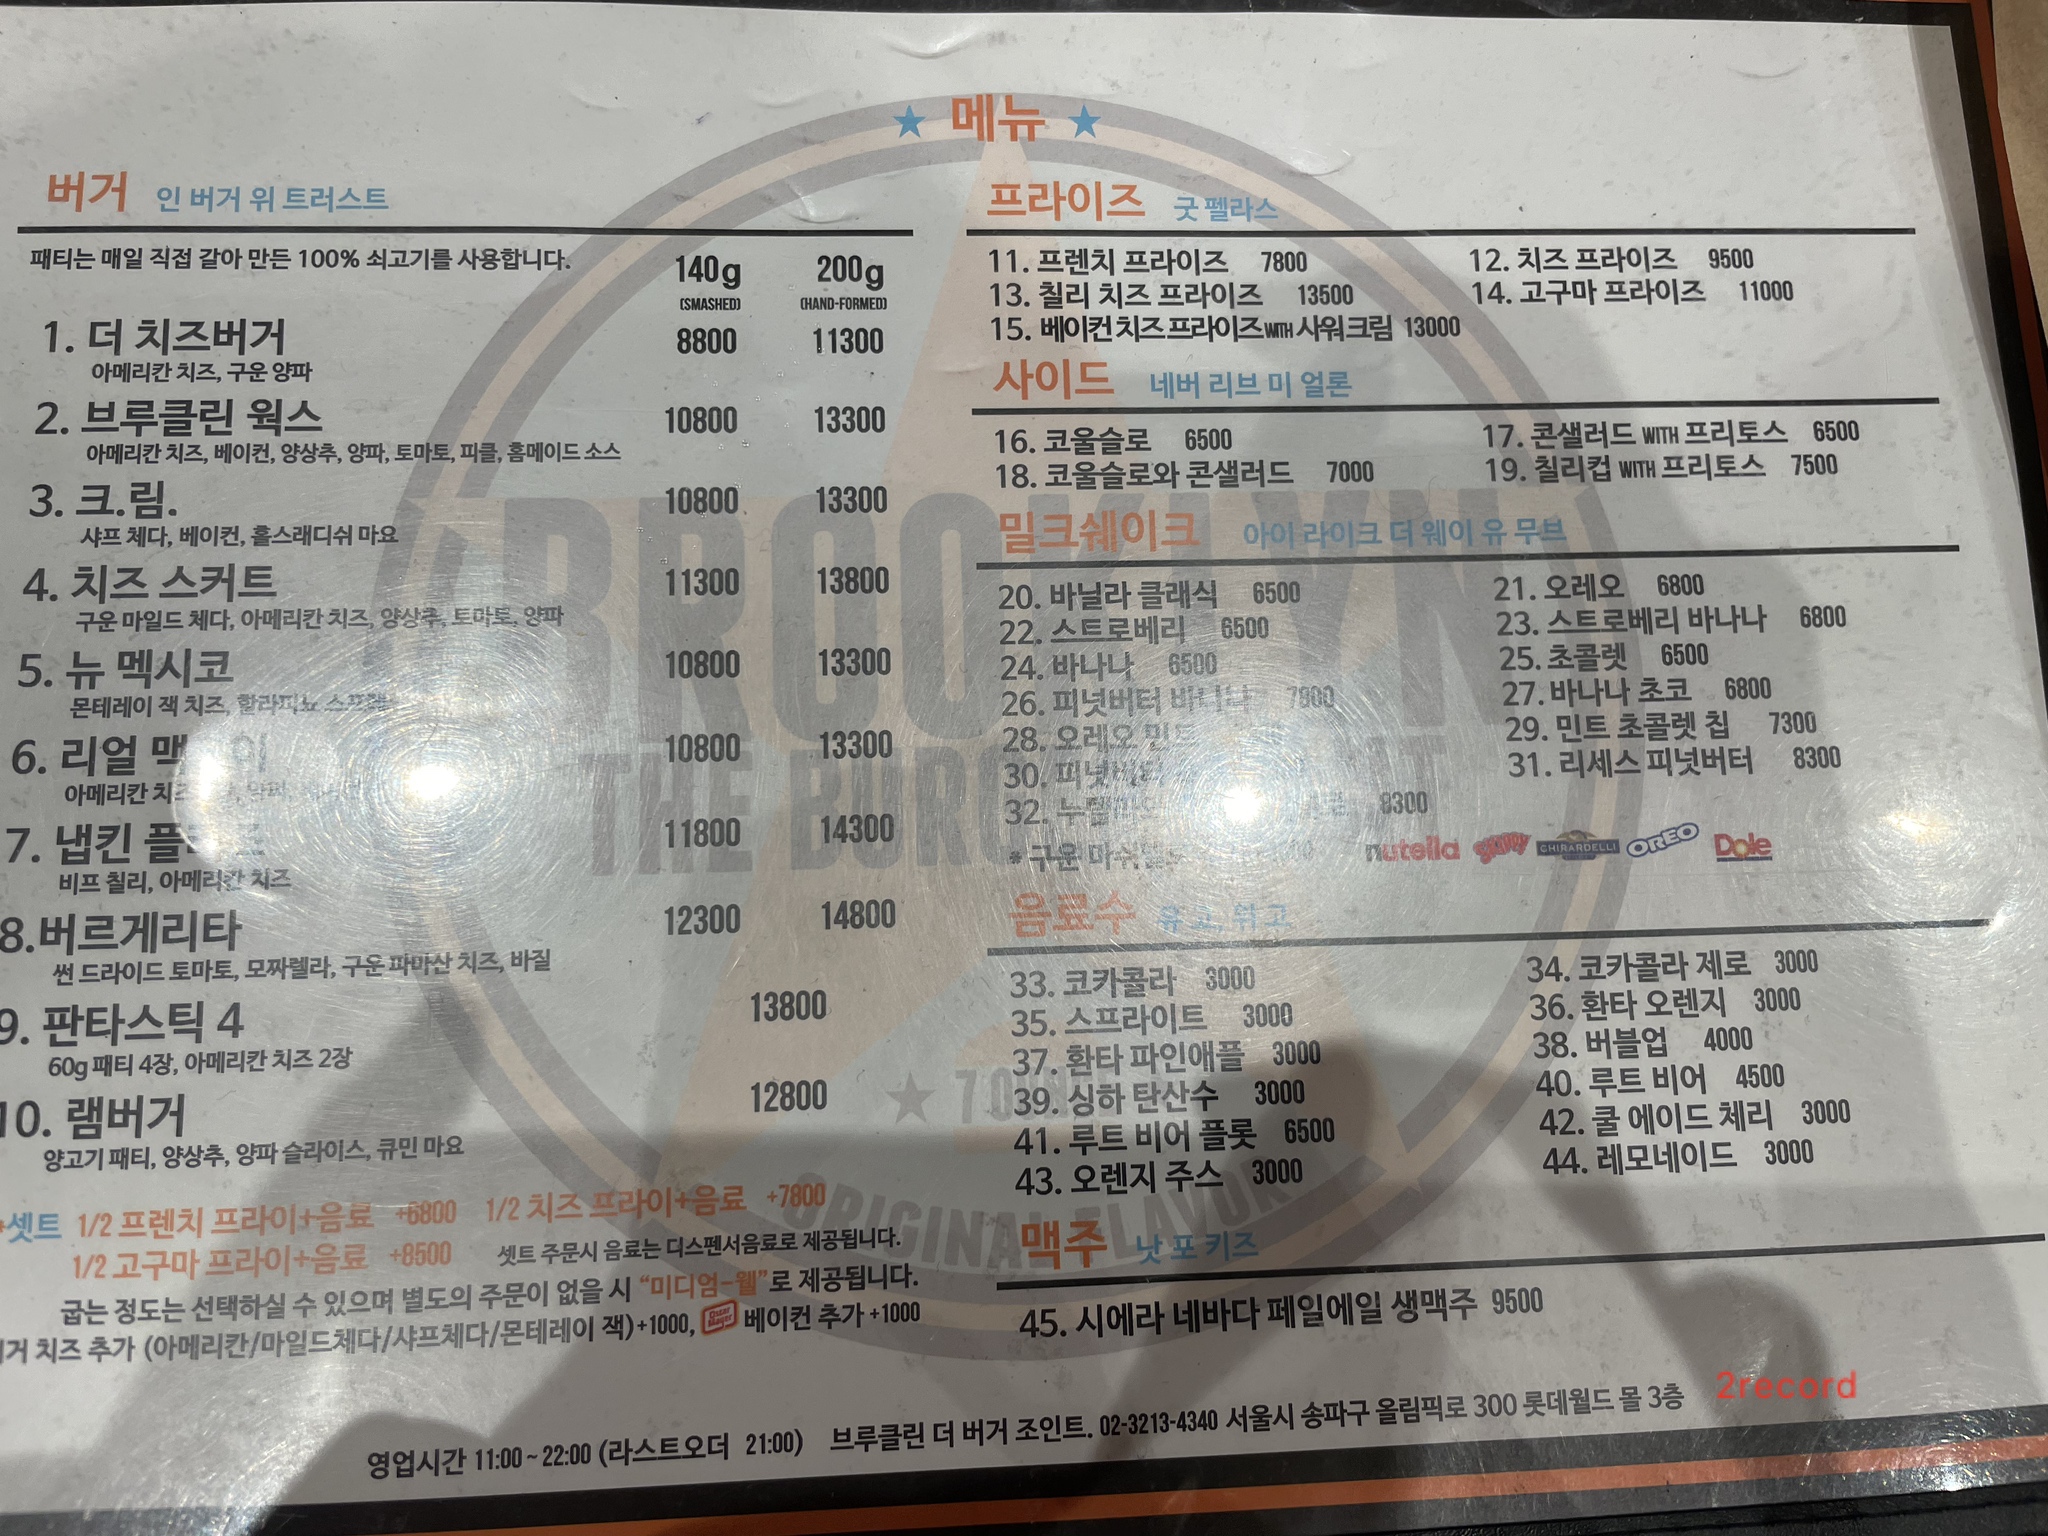 ★ 메뉴 ★
버거 인 버거 위 트러스트
패티는 매일 직접 갈아 만든 100% 쇠고기를 사용합니다.
140g 200g
(SMASHED) (HAND-FORMED)
1. 더 치즈버거 8800 11300
아메리칸 치즈, 구운 양파
2. 브루클린 웍스 10800 13300
아메리칸 치즈, 베이컨, 양상추, 양파, 토마토, 피클, 홈메이드 소스
3. 크.림. 10800 13300
샤프 체다, 베이컨, 홀스래디쉬 마요
4. 치즈 스커트 11300 13800
구운 마일드 체다, 아메리칸 치즈, 양상추, 토마토, 양파
5. 뉴 멕시코 10800 13300
몬테레이 잭 치즈, 할라피뇨
6. 리얼 10800 13300
아메리칸
7. 냅킨 11800 14300
비프 칠리, 아메리칸 치즈
8.버르게리타 12300 14800
썬 드라이드 토마토, 모짜렐라, 구운 파마산 치즈, 바질
9. 판타스틱 4 13800
60g 패티 4장, 아메리칸 치즈 2장
10. 램버거 12800
양고기 패티, 양상추, 양파 슬라이스, 큐민 마요
+셋트 1/2 프렌치 프라이+음료 +6800 1/2 치즈 프라이+음료 +7800
1/2 고구마 프라이+음료 +8500 셋트 주문시 음료는 디스펜서음료로 제공됩니다.
굽는 정도는 선택하실 수 있으며 별도의 주문이 없을 시 “미디엄-웰”로 제공됩니다.
거 치즈 추가 (아메리칸/마일드체다/샤프체다/몬테레이 잭)+1000, Oscar Mayer 베이컨 추가 +1000
프라이즈 굿 펠라스
11. 프렌치 프라이즈 7800 12. 치즈 프라이즈 9500
13. 칠리 치즈 프라이즈 13500 14. 고구마 프라이즈 11000
15. 베이컨 치즈 프라이즈 WITH 사워크림 13000
사이드 네버 리브 미 얼론
16. 코울슬로 6500 17. 콘샐러드 WITH 프리토스 6500
18. 코울슬로와 콘샐러드 7000 19. 칠리컵 WITH 프리토스 7500
밀크쉐이크 아이 라이크 더 웨이 유 무브
20. 바닐라 클래식 6500 21. 오레오 6800
22. 스트로베리 6500 23. 스트로베리 바나나 6800
24. 바나나 6500 25. 초콜렛 6500
26. 피넛버터 바나나 27. 바나나 초코 6800
28. 오레오 민트 29. 민트 초콜렛 칩 7300
30. 피넛버터 31. 리세스 피넛버터 8300
32. 8300
* 구운
nutella SKIPPY GHIRARDELLI OREO Dole
음료수 유 고, 위 고
33. 코카콜라 3000 34. 코카콜라 제로 3000
35. 스프라이트 3000 36. 환타 오렌지 3000
37. 환타 파인애플 3000 38. 버블업 4000
39. 싱하 탄산수 3000 40. 루트 비어 4500
41. 루트 비어 플롯 6500 42. 쿨 에이드 체리 3000
43. 오렌지 주스 3000 44. 레모네이드 3000
맥주 낫 포 키즈
45. 시에라 네바다 페일에일 생맥주 9500
BROOKLYN
THE
ORIGINAL FLAVOR
2record
영업시간 11:00 ~ 22:00 (라스트오더 21:00) 브루클린 더 버거 조인트. 02-3213-4340 서울시 송파구 올림픽로 300 롯데월드 몰 3층